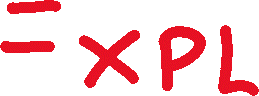 = XPL